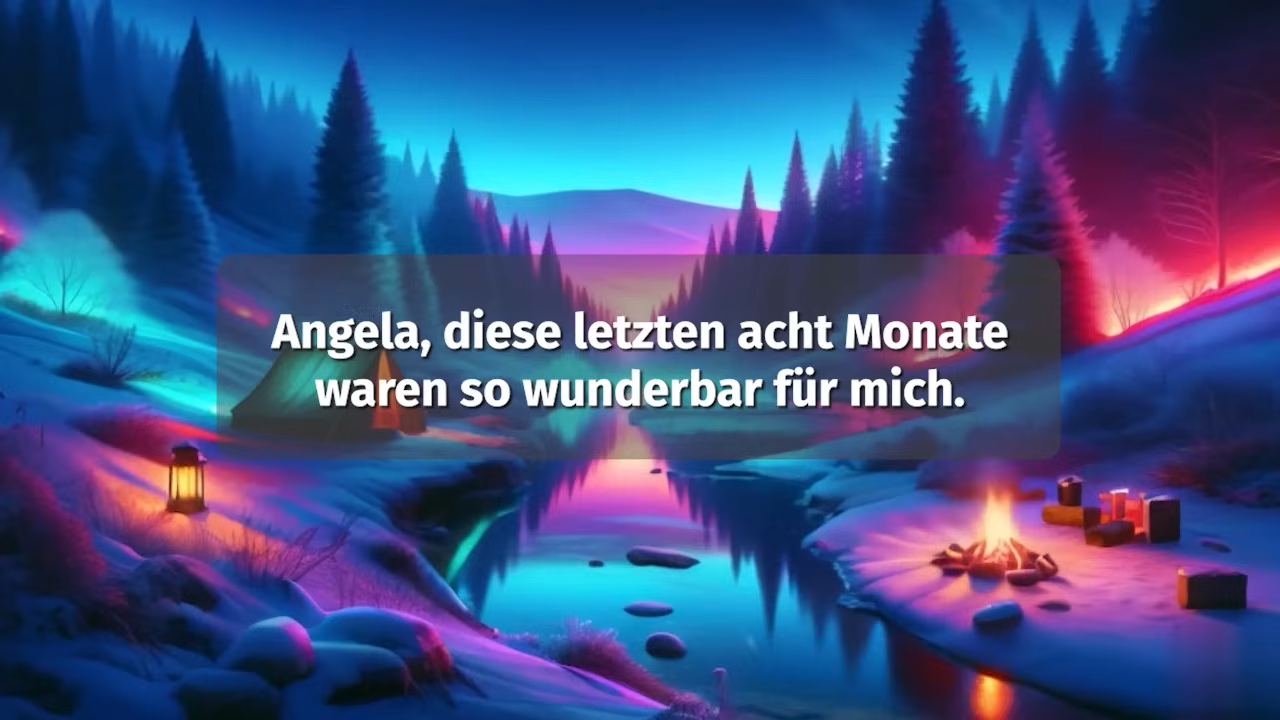 Angela, diese letzten acht Monate
waren so wunderbar für mich.